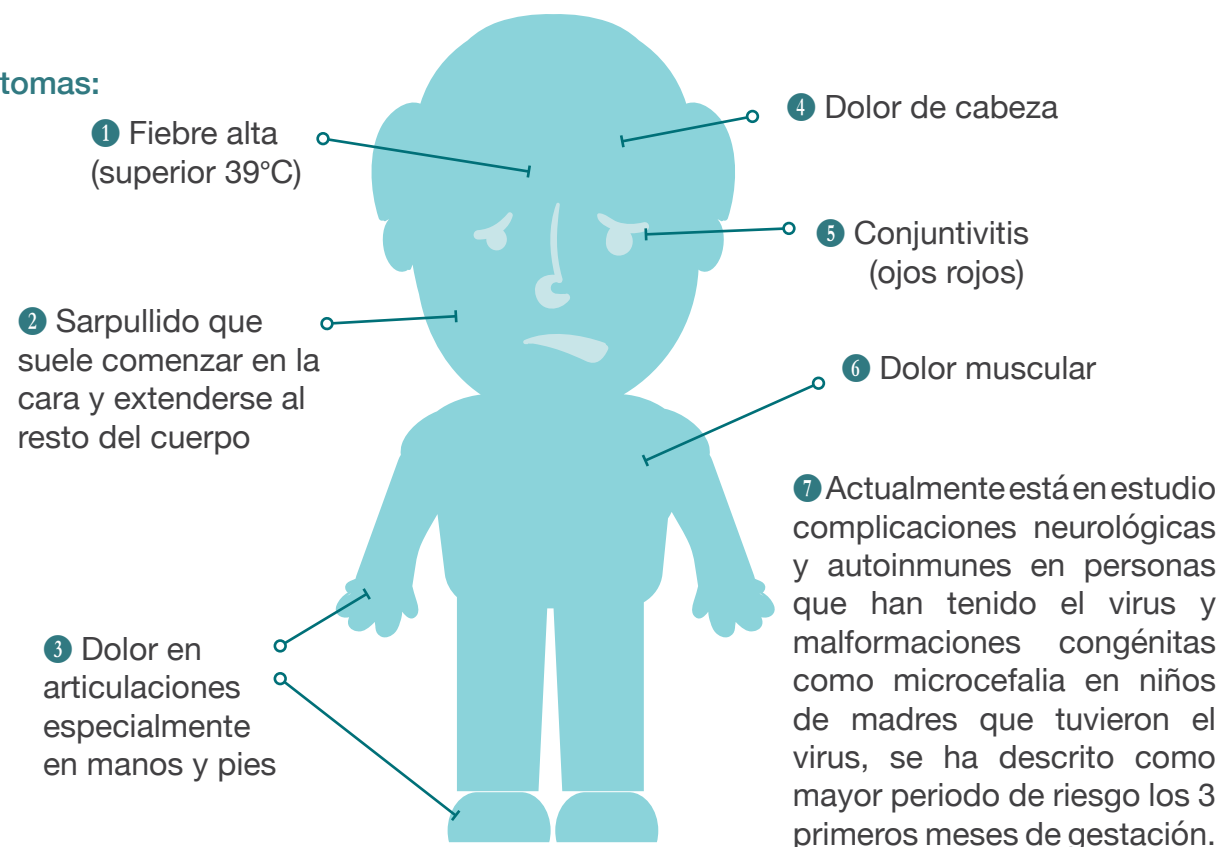 tomas:
❶ Fiebre alta
(superior 39°C)
❷ Sarpullido que
suele comenzar en la
cara y extenderse al
resto del cuerpo
❸ Dolor en
articulaciones
especialmente
en manos y pies
❹ Dolor de cabeza
❺ Conjuntivitis
(ojos rojos)
❻ Dolor muscular
❼ Actualmente está en estudio
complicaciones neurológicas
y autoinmunes en personas
que han tenido el virus y
malformaciones congénitas
como microcefalia en niños
de madres que tuvieron el
virus, se ha descrito como
mayor periodo de riesgo los 3
primeros meses de gestación.